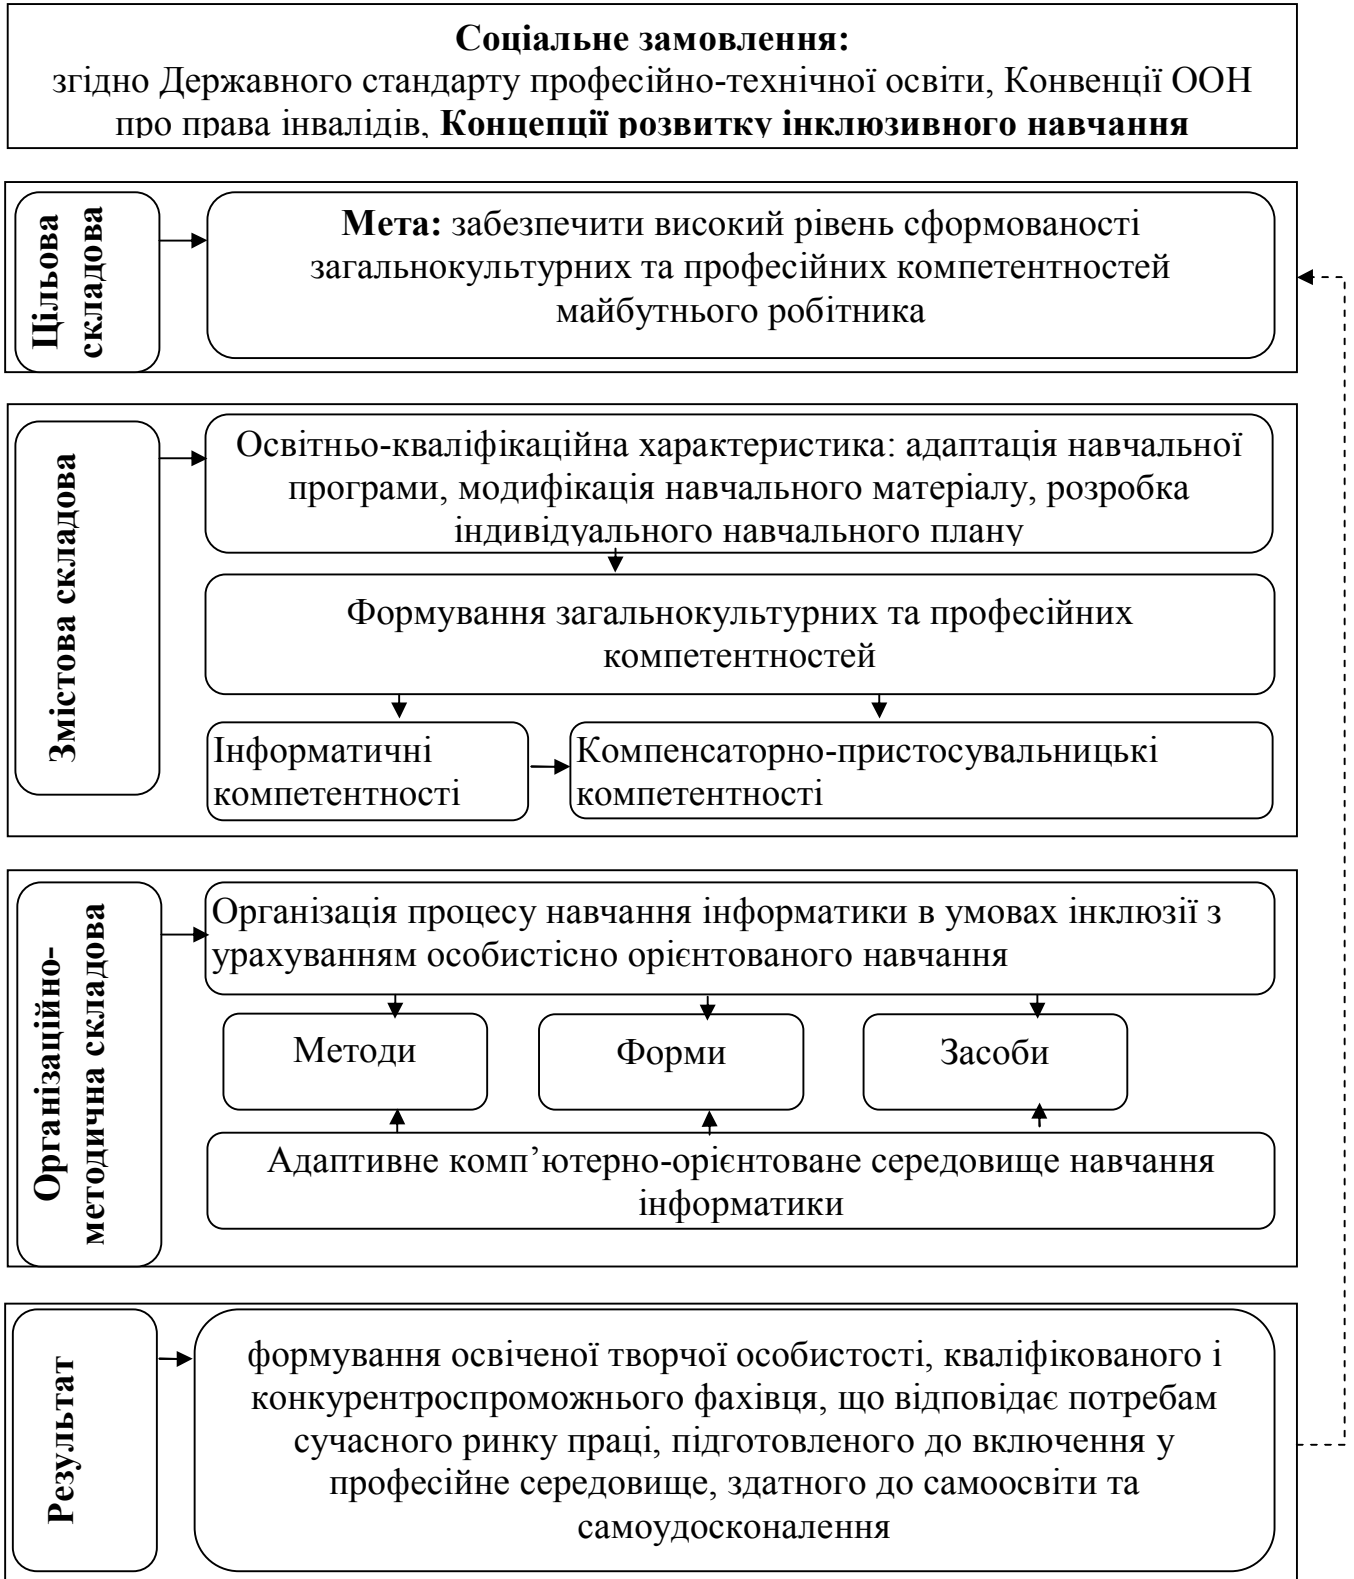 Соціальне замовлення:
згідно Державного стандарту професійно-технічної освіти, Конвенції ООН
про права інвалідів, Концепції розвитку інклюзивного навчання
Цільова
складова
Мета: забезпечити високий рівень сформованості
загальнокультурних та професійних компетентностей
майбутнього робітника
Змістова складова
Освітньо-кваліфікаційна характеристика: адаптація навчальної
програми, модифікація навчального матеріалу, розробка
індивідуального навчального плану
Формування загальнокультурних та професійних
компетентностей
Інформатичні
компетентності
Компенсаторно-пристосувальницькі
компетентності
Організаційно-
методична складова
Організація процесу навчання інформатики в умовах інклюзії з
урахуванням особистісно орієнтованого навчання
Методи
Форми
Засоби
Адаптивне комп’ютерно-орієнтоване середовище навчання
інформатики
Результат
формування освіченої творчої особистості, кваліфікованого і
конкурентроспроможнього фахівця, що відповідає потребам
сучасного ринку праці, підготовленого до включення у
професійне середовище, здатного до самоосвіти та
самоудосконалення